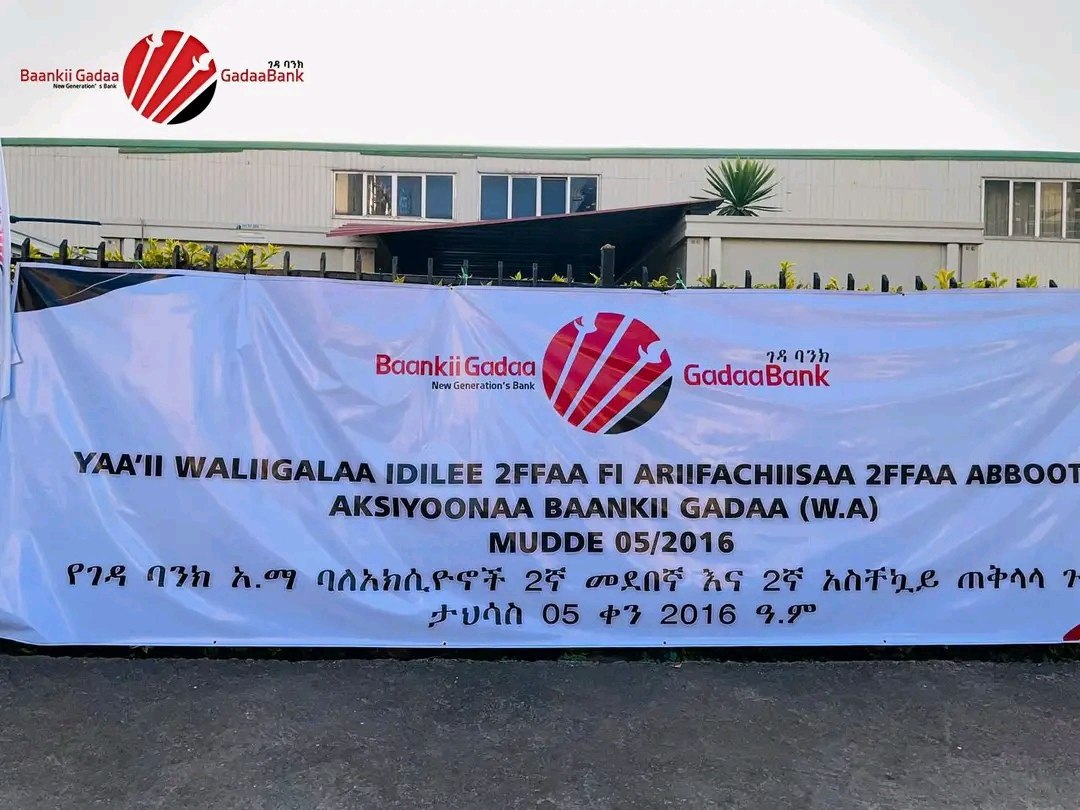 ገዳ ባንክ
Baankii Gadaa
GadaaBank
New Generation's Bank
ገዳ ባንክ
Baankii Gadaa
GadaaBank
New Generation's Bank
YAA'II WALIIGALAA IDILEE 2FFAA FI ARIIFACHIISAA 2FFAA ABBOOT
AKSIYOONAA BAANKII GADAA (W.A)
MUDDE 05/2016
የገዳ ባንክ አ.ማ ባለአክሲዮኖች 2ኛ መደበኛ እና 2ኛ አስቸኳይ ጠቅላላ
ታህሳስ 05 ቀን 2016 ዓ.ም